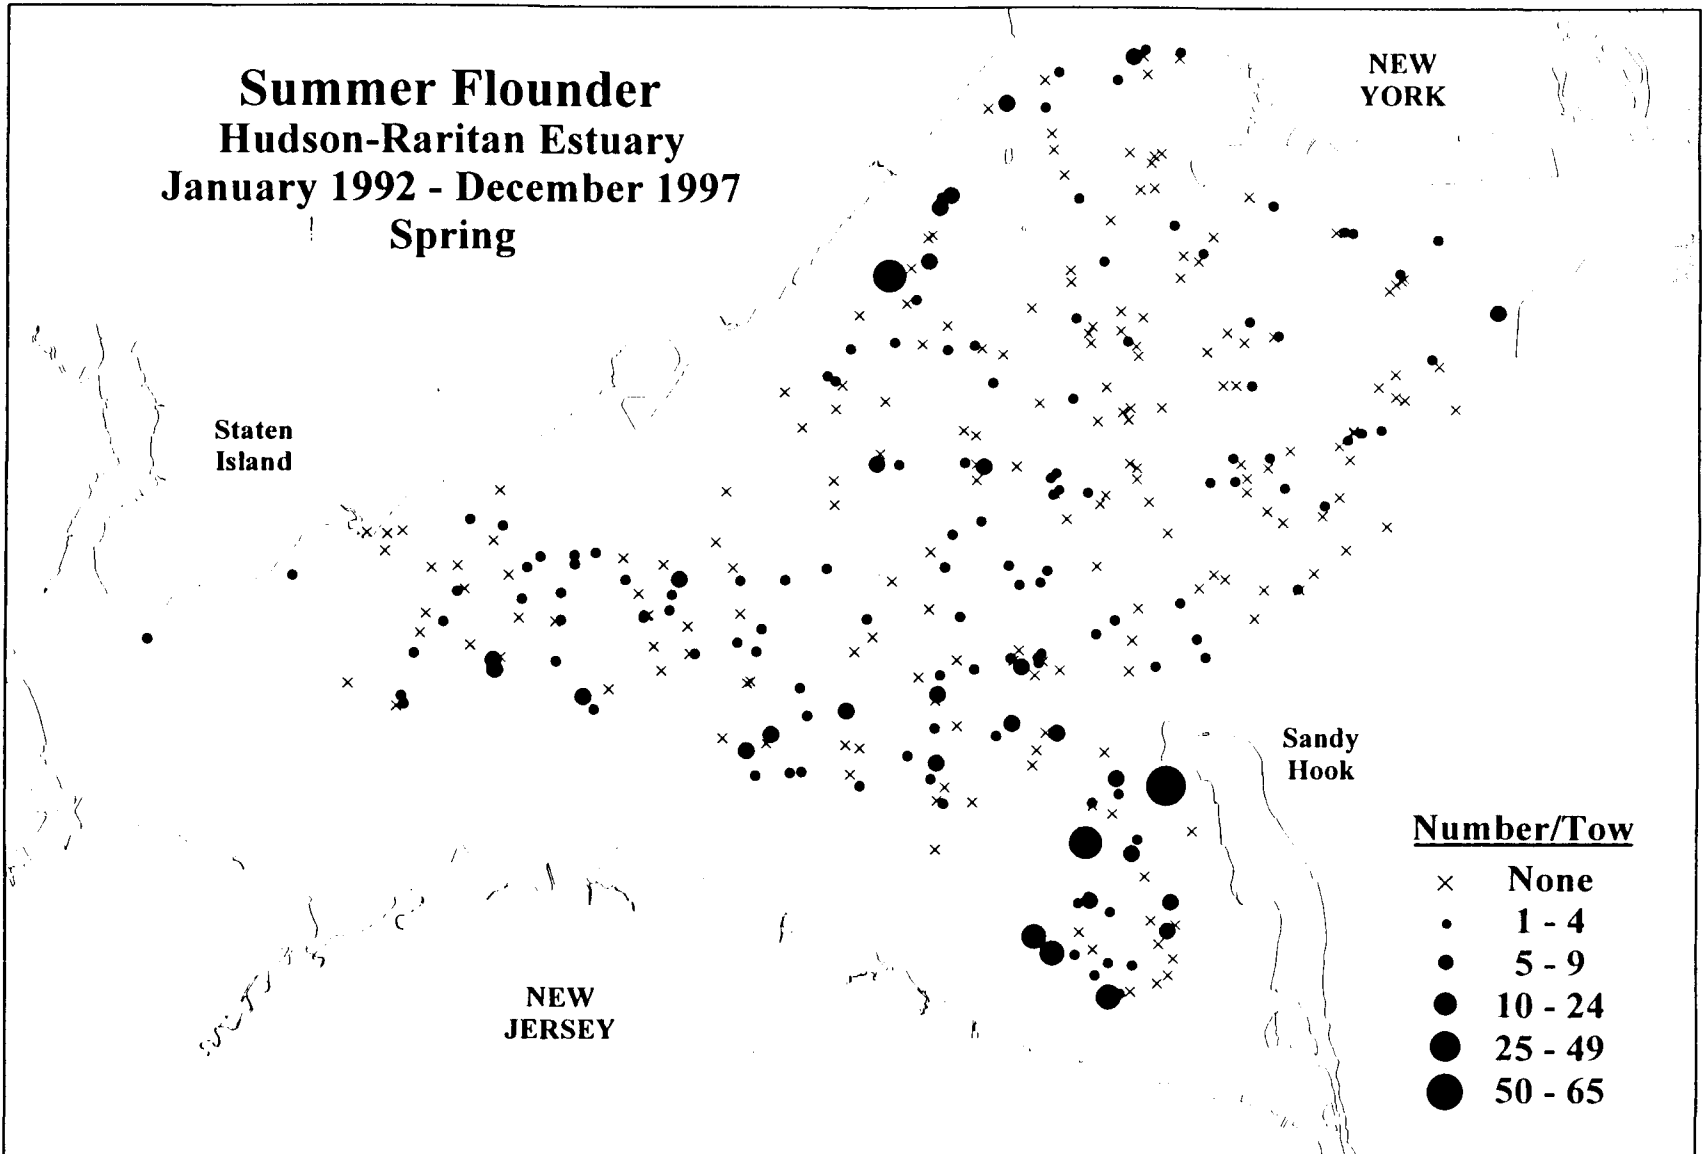 Summer Flounder
Hudson-Raritan Estuary
January 1992 - December 1997
Spring
NEW
YORK
Staten
Island
Sandy
Hook
NEW
JERSEY
Number/Tow
None
1 - 4
5 - 9
10 - 24
25 - 49
50 - 65